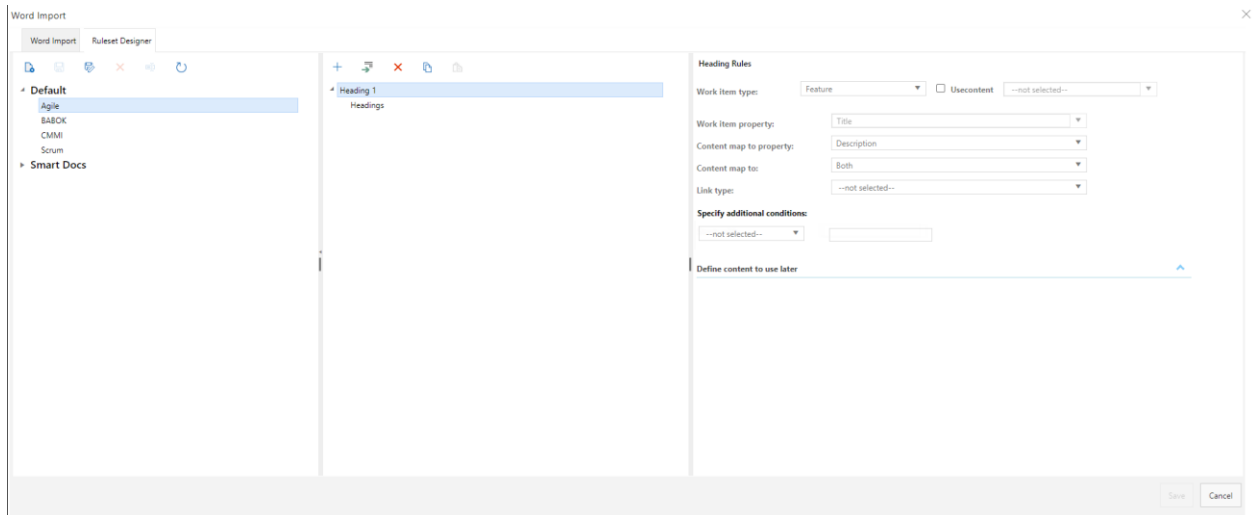 Word Import
Word Import Ruleset Designer
Default
Agile
BABOK
CMMI
Scrum
Smart Docs
Heading 1
Headings
Heading Rules
Work item type: Feature Usecontent --not selected--
Work item property: Title
Content map to property: Description
Content map to: Both
Link type: --not selected--
Specify additional conditions:
--not selected--
Define content to use later
Save Cancel